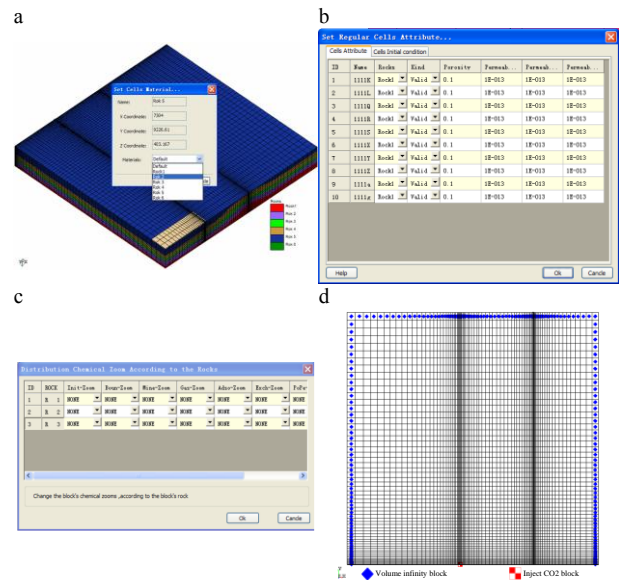 a
Set Cells Material...
Name:
X Coordinate:
7304
Y Coordinate:
Z Coordinate:
Materials:
Default
Default
Rock1
b
Set Regular Cells Attribute...
Cells Attribute Cells Initial condition
ID Name Rocks Kind Porosity Permeab... Permeab... Permeab...
1 1111K Rock1 Valid 0.1 1E-013 1E-013 1E-013
2 1111L Rock1 Valid 0.1 1E-013 1E-013 1E-013
3 1111Q Rock1 Valid 0.1 1E-013 1E-013 1E-013
4 1111R Rock1 Valid 0.1 1E-013 1E-013 1E-013
5 1111S Rock1 Valid 0.1 1E-013 1E-013 1E-013
6 Rock1 Valid 0.1 1E-013 1E-013 1E-013
7 1111Y Rock1 Valid 0.1 1E-013 1E-013 1E-013
8 1111Z Rock1 Valid 0.1 1E-013 1E-013 1E-013
9 1111a Rock1 Valid 0.1 1E-013 1E-013 1E-013
10 Rock1 Valid 0.1 1E-013 1E-013 1E-013
Help Ok Cancle
c
Distribution Chemical Zoom According to the Rocks
ID ROCK Init-Zoom Boun-Zoom Mine-Zoom Gas-Zoom Adso-Zoom Exch-Zoom
1 R 1 NONE NONE NONE NONE NONE NONE NONE
2 R 2 NONE NONE NONE NONE NONE NONE NONE
3 R 3 NONE NONE NONE NONE NONE NONE NONE
Change the block's chemical zooms ,according to the block's rock
Ok Cancle
d
Volume infinity block Inject CO2 block